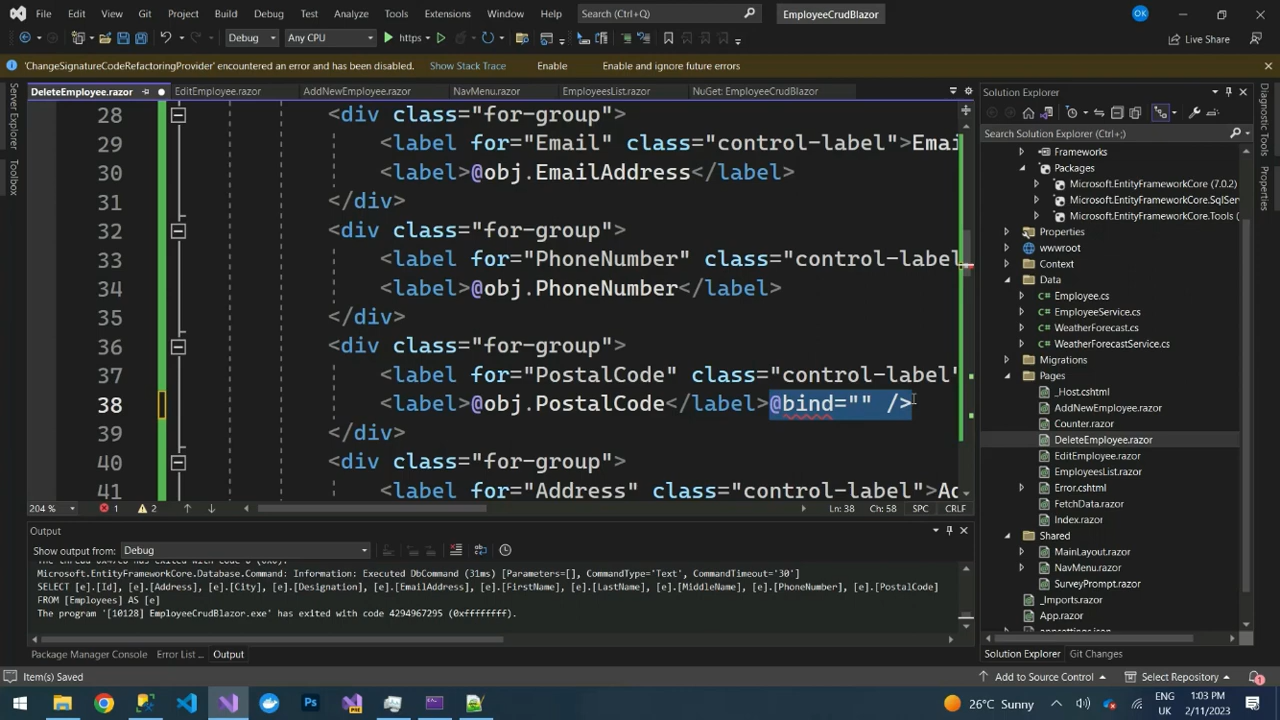 File Edit View Git Project Build Debug Test Analyze Tools Extensions Window Help Search (Ctrl+Q) EmployeeCrudBlazor OK
Debug Any CPU https Live Share
'ChangeSignatureCodeRefactoringProvider' encountered an error and has been disabled. Show Stack Trace Enable Enable and ignore future errors
Server Explorer
Toolbox
DeleteEmployee.razor EditEmployee.razor AddNewEmployee.razor NavMenu.razor EmployeesList.razor NuGet: EmployeeCrudBlazor
28 <div class="for-group">
29 <label for="Email" class="control-label">Emai
30 <label>@obj.EmailAddress</label>
31 </div>
32 <div class="for-group">
33 <label for="PhoneNumber" class="control-label
34 <label>@obj.PhoneNumber</label>
35 </div>
36 <div class="for-group">
37 <label for="PostalCode" class="control-label"
38 <label>@obj.PostalCode</label>@bind="" />
39 </div>
40 <div class="for-group">
41 <label for="Address" class="control-label">Ad
204 % 1 2 Ln: 38 Ch: 58 SPC CRLF
Output
Show output from: Debug
Microsoft.EntityFrameworkCore.Database.Command: Information: Executed DbCommand (31ms) [Parameters=[], CommandType='Text', CommandTimeout='30']
SELECT [e].[Id], [e].[Address], [e].[City], [e].[Designation], [e].[EmailAddress], [e].[FirstName], [e].[LastName], [e].[MiddleName], [e].[PhoneNumber], [e].[PostalCode]
FROM [Employees] AS [e]
The program '[10128] EmployeeCrudBlazor.exe' has exited with code 4294967295 (0xffffffff).
Package Manager Console Error List ... Output
Solution Explorer
Search Solution Explorer (Ctrl+;)
Frameworks
Packages
Microsoft.EntityFrameworkCore (7.0.2)
Microsoft.EntityFrameworkCore.SqlServ
Microsoft.EntityFrameworkCore.Tools (
Properties
wwwroot
Context
Data
Employee.cs
EmployeeService.cs
WeatherForecast.cs
WeatherForecastService.cs
Migrations
Pages
_Host.cshtml
AddNewEmployee.razor
Counter.razor
DeleteEmployee.razor
EditEmployee.razor
EmployeesList.razor
Error.cshtml
FetchData.razor
Index.razor
Shared
MainLayout.razor
NavMenu.razor
SurveyPrompt.razor
_Imports.razor
App.razor
appsettings.json
Solution Explorer Git Changes
Diagnostic Tools
Properties
Item(s) Saved Add to Source Control Select Repository 1
26°C Sunny ENG UK 1:03 PM 2/11/2023